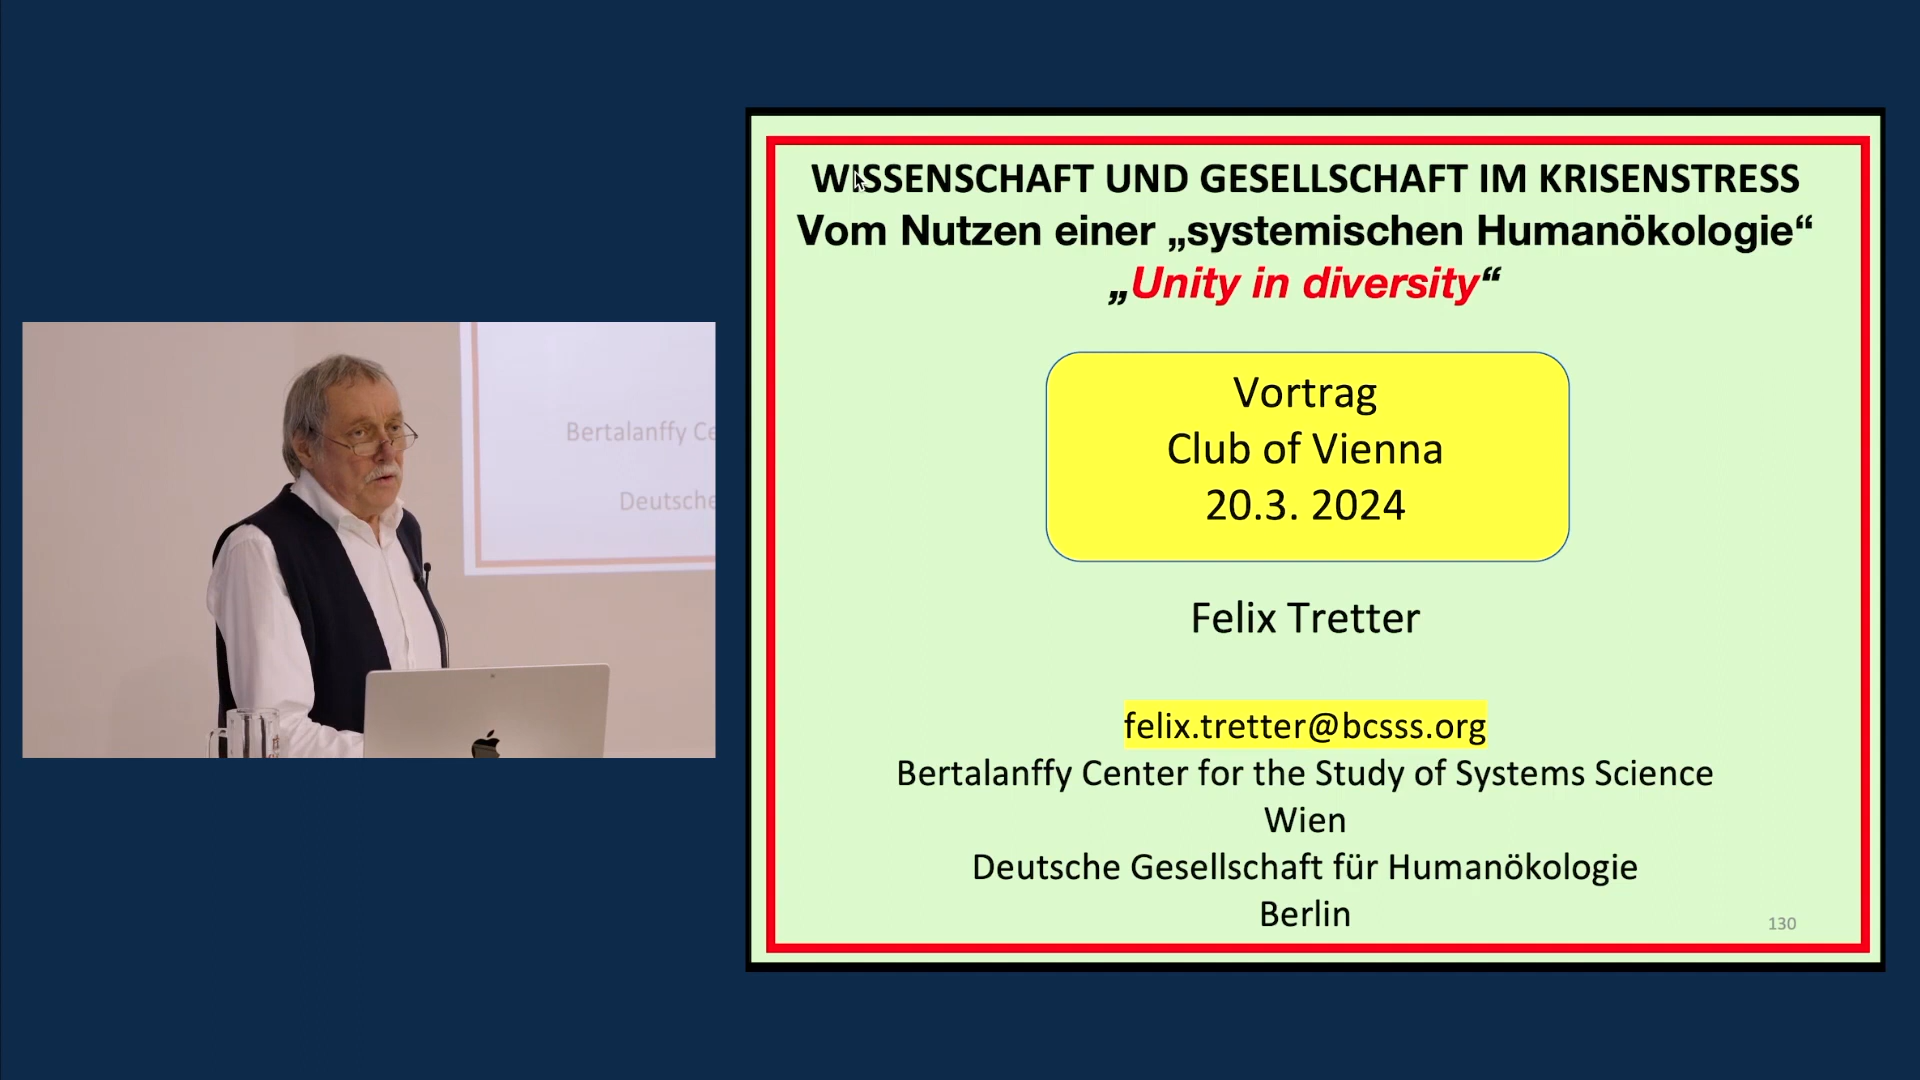 WISSENSCHAFT UND GESELLSCHAFT IM KRISENSTRESS
Vom Nutzen einer „systemischen Humanökologie“
„Unity in diversity“
Vortrag
Club of Vienna
20.3. 2024
Felix Tretter
felix.tretter@bcsss.org
Bertalanffy Center for the Study of Systems Science
Wien
Deutsche Gesellschaft für Humanökologie
Berlin
130
Bertalanffy Ce
Deutsche